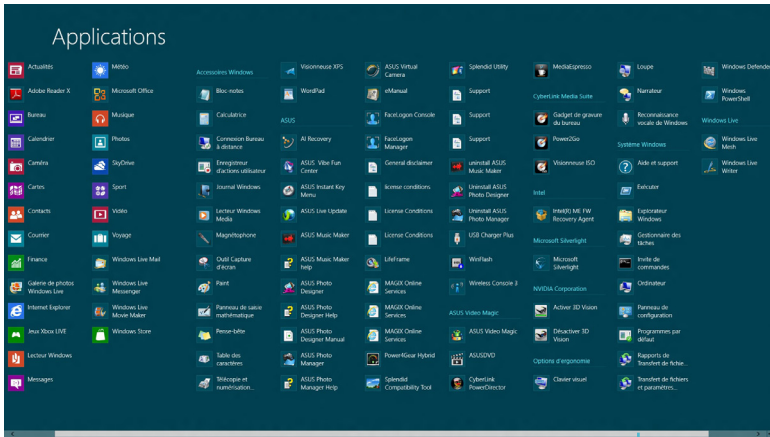 Applications
Actualités
Adobe Reader X
Bureau
Calendrier
Caméra
Cartes
Contacts
Courrier
Finance
Galerie de photos
Windows Live
Internet Explorer
Jeux Xbox LIVE
Lecteur Windows
Messages
Météo
Microsoft Office
Musique
Photos
SkyDrive
Sport
Vidéo
Voyage
Windows Live Mail
Windows Live
Messenger
Windows Live
Movie Maker
Windows Store
Accessoires Windows
Bloc-notes
Calculatrice
Connexion Bureau
à distance
Enregistreur
d'actions utilisateur
Journal Windows
Lecteur Windows
Media
Magnétophone
Outil Capture
d'écran
Paint
Panneau de saisie
mathématique
Pense-bête
Table des
caractères
Télécopie et
numérisation...
Visionneuse XPS
WordPad
ASUS
AI Recovery
ASUS Vibe Fun
Center
ASUS Instant Key
Menu
ASUS Live Update
ASUS Music Maker
ASUS Music Maker
help
ASUS Photo
Designer
ASUS Photo
Designer Help
ASUS Photo
Designer Manual
ASUS Photo
Manager
ASUS Photo
Manager Help
ASUS Virtual
Camera
eManual
FaceLogon Console
FaceLogon
Manager
General disclaimer
license conditions
License Conditions
License Conditions
LifeFrame
MAGIX Online
Services
MAGIX Online
Services
MAGIX Online
Services
Power4Gear Hybrid
Splendid
Compatibility Tool
Splendid Utility
Support
Support
Support
uninstall ASUS
Music Maker
Uninstall ASUS
Photo Designer
Uninstall ASUS
Photo Manager
USB Charger Plus
WinFlash
Wireless Console 3
ASUS Video Magic
ASUS Video Magic
ASUSDVD
CyberLink
PowerDirector
MediaEspresso
CyberLink Media Suite
Gadget de gravure
du bureau
Power2Go
Visionneuse ISO
Intel
Intel(R) ME FW
Recovery Agent
Microsoft Silverlight
Microsoft
Silverlight
NVIDIA Corporation
Activer 3D Vision
Désactiver 3D
Vision
Options d'ergonomie
Clavier visuel
Loupe
Narrateur
Reconnaissance
vocale de Windows
Système Windows
Aide et support
Exécuter
Explorateur
Windows
Gestionnaire des
tâches
Invite de
commandes
Ordinateur
Panneau de
configuration
Programmes par
défaut
Rapports de
Transfert de fichie...
Transfert de fichiers
et paramètres...
Windows Defender
Windows
PowerShell
Windows Live
Windows Live
Mesh
Windows Live
Writer